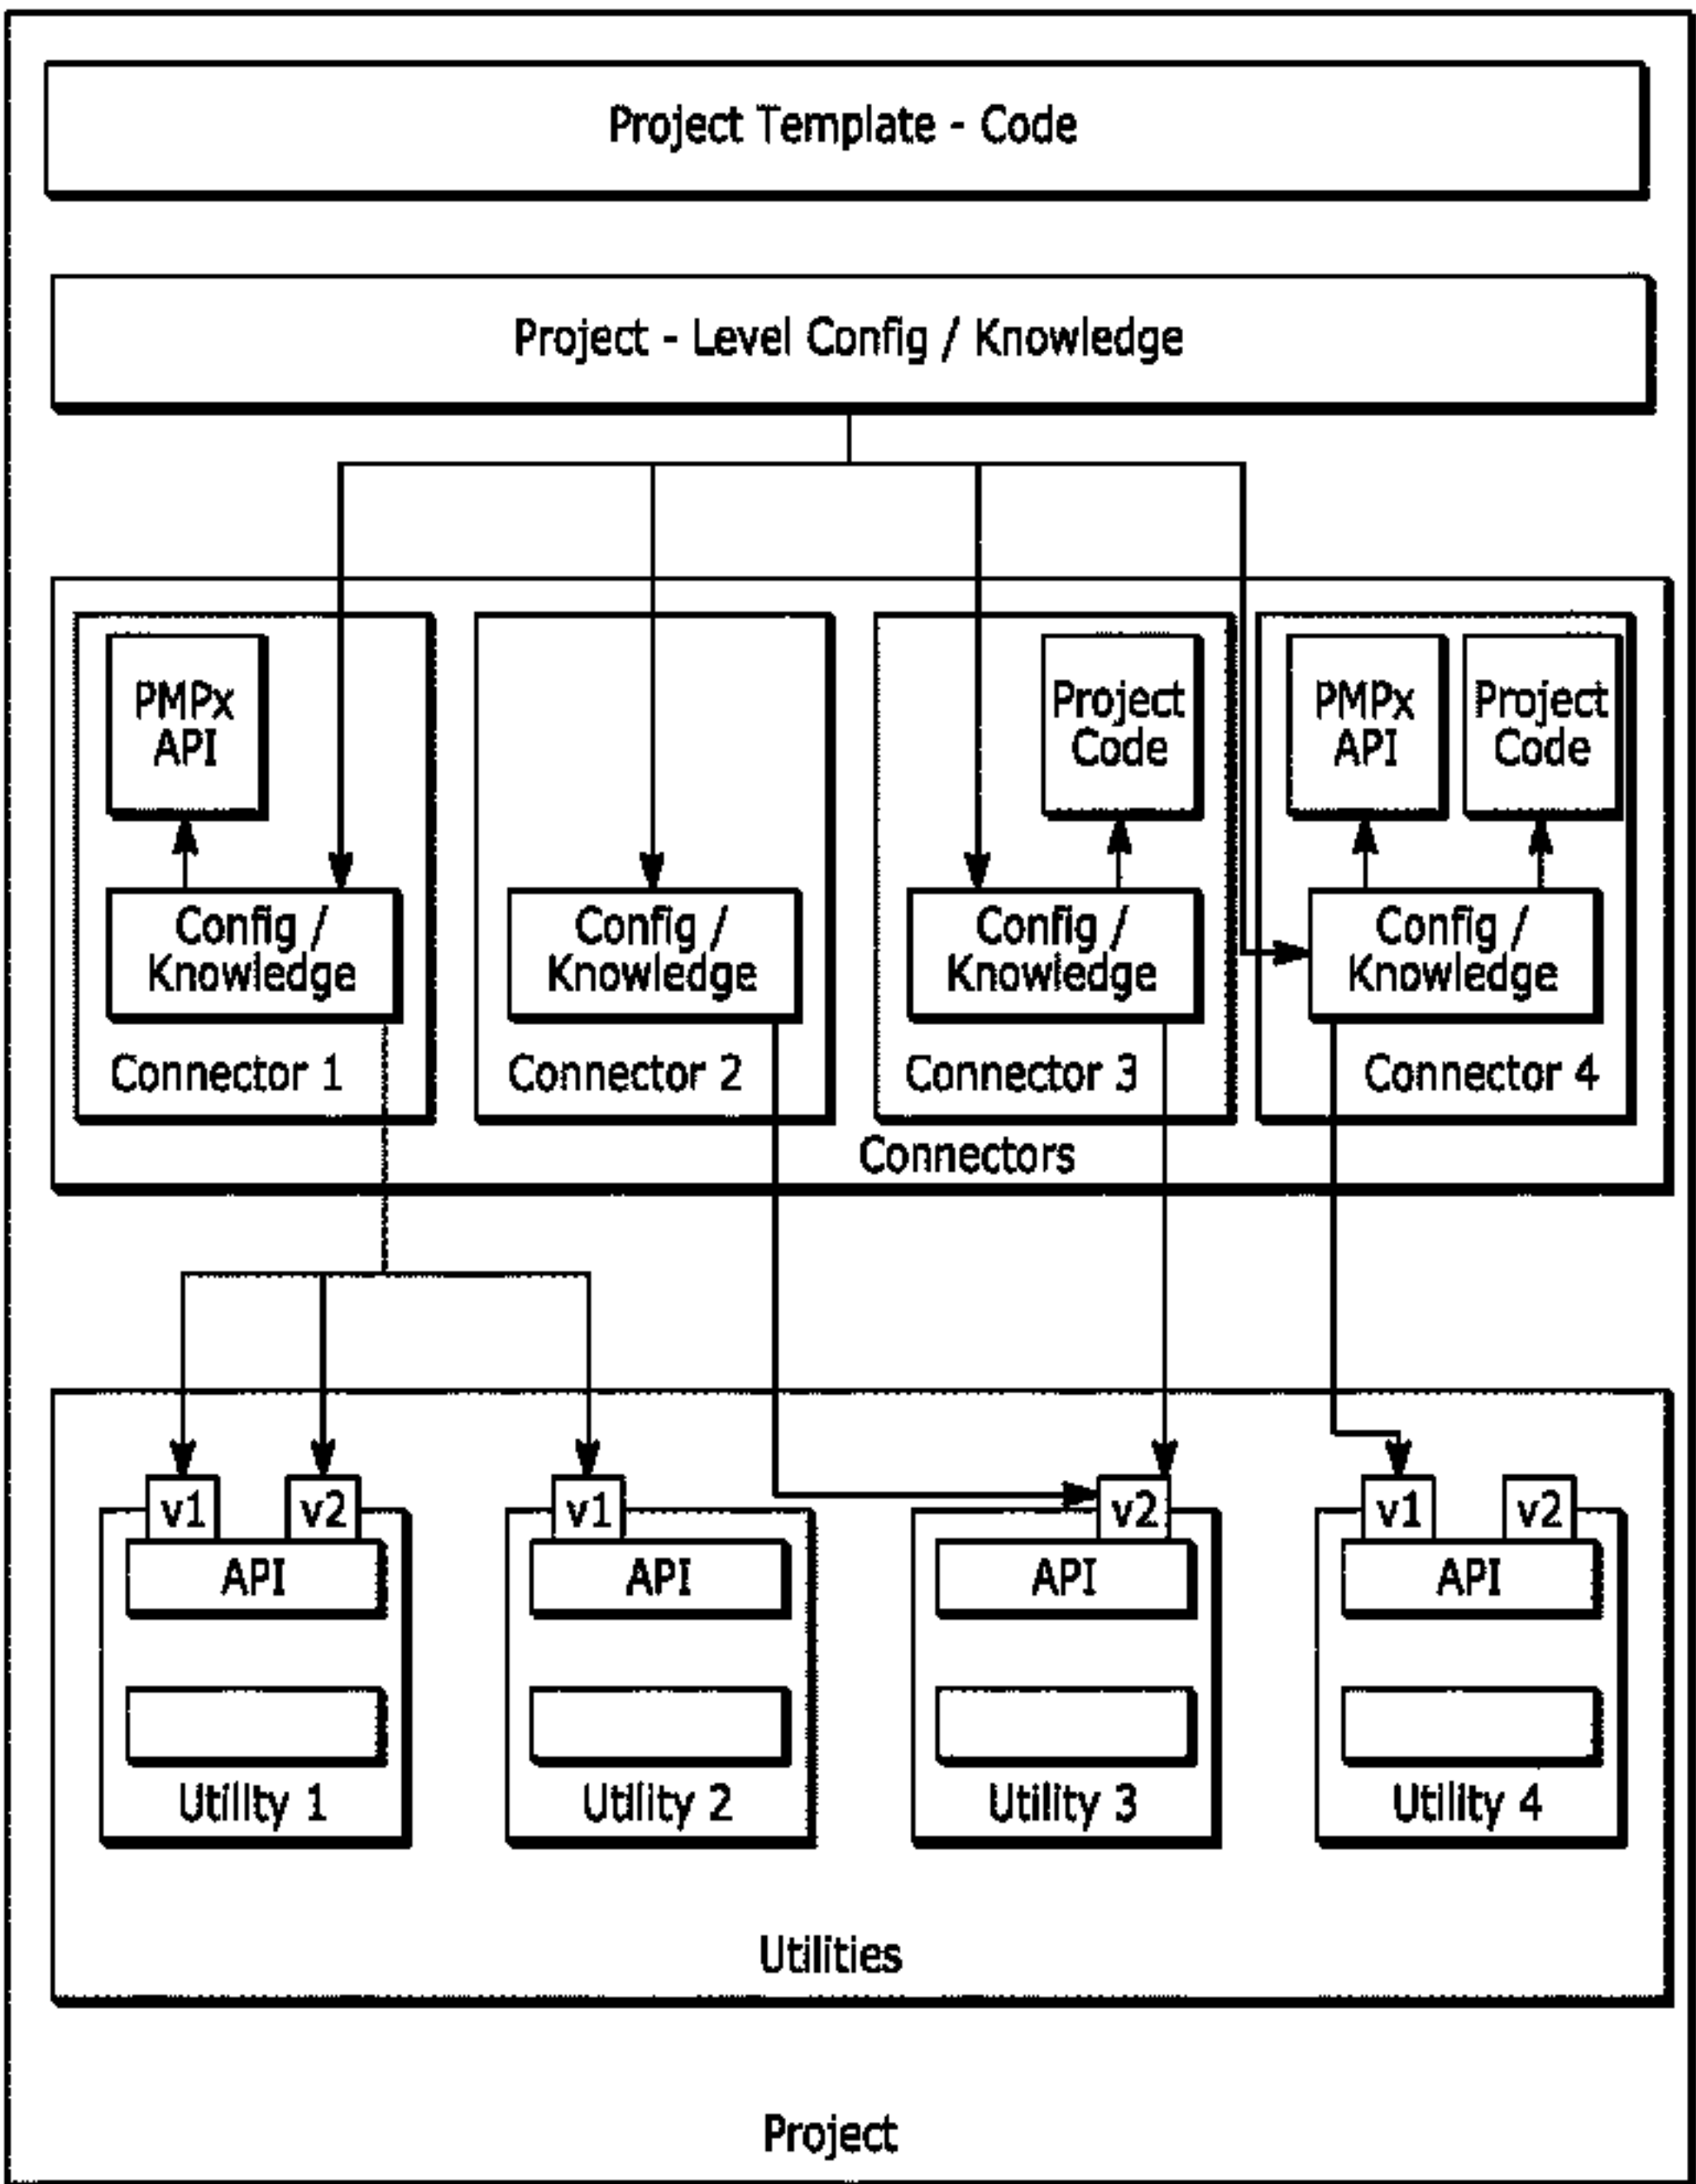 Project Template - Code
Project - Level Config / Knowledge
PMPx
API
Config /
Knowledge
Connector 1
Config /
Knowledge
Connector 2
Project
Code
Config /
Knowledge
Connector 3
PMPx
API
Project
Code
Config /
Knowledge
Connector 4
Connectors
v1
v2
API
Utility 1
v1
API
Utility 2
v2
API
Utility 3
v1
v2
API
Utility 4
Utilities
Project